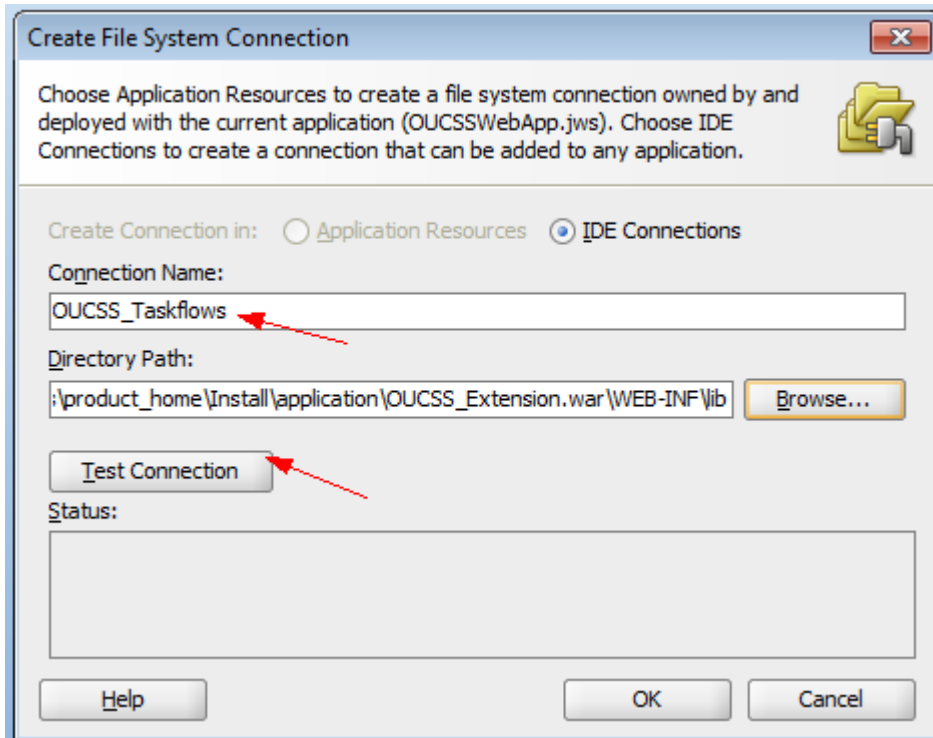 Create File System Connection
Choose Application Resources to create a file system connection owned by and
deployed with the current application (OUCSSWebApp.jws). Choose IDE
Connections to create a connection that can be added to any application.
Create Connection in: Application Resources IDE Connections
Connection Name:
OUCSS_Taskflows
Directory Path:
:\product_home\Install\application\OUCSS_Extension.war\WEB-INF\lib Browse...
Test Connection
Status:
Help OK Cancel